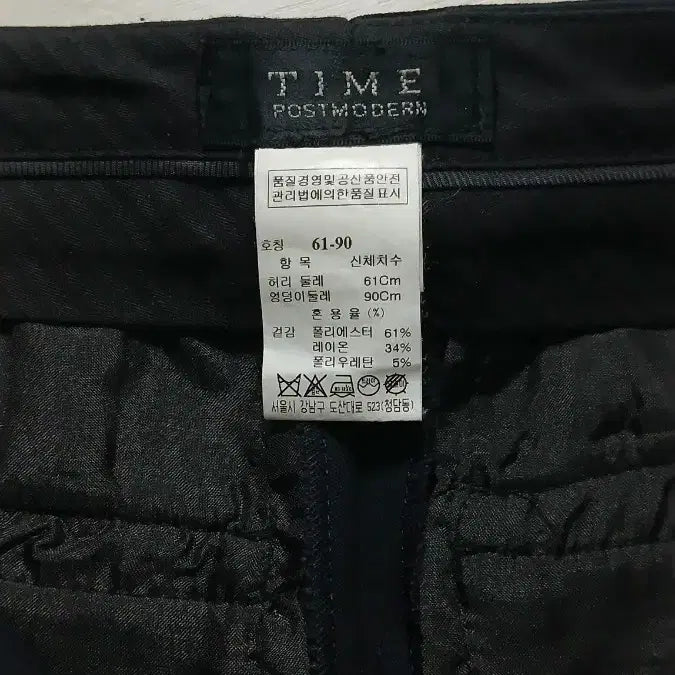 TIME
POSTMODERN
품질경영및공산품안전
관리법에의한품질표시
호칭 61-90
항 목 신체치수
허리 둘레 61Cm
엉덩이둘레 90Cm
혼 용 율 (%)
겉감 폴리에스터 61%
레이온 34%
폴리우레탄 5%
서울시 강남구 도산대로 523(청담동)